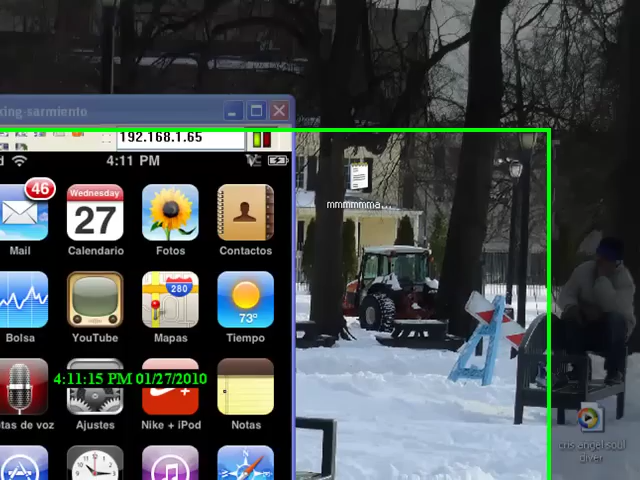 king-sarmiento
192.168.1.65
4:11 PM
46
Wednesday
27
Mail
Calendario
Fotos
Contactos
mmmmmma...
280
73°
Bolsa
YouTube
Mapas
Tiempo
4:11:15 PM 01/27/2010
tas de voz
Ajustes
Nike + iPod
Notas
cris angel soul
diver